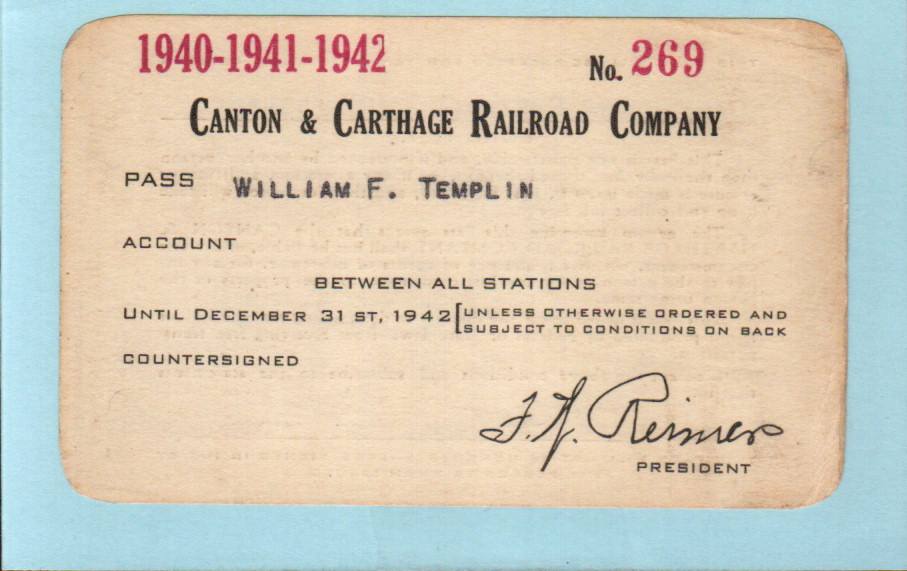 1940-1941-1942
No. 269
CANTON & CARTHAGE RAILROAD COMPANY
PASS WILLIAM F. TEMPLIN
ACCOUNT
BETWEEN ALL STATIONS
UNTIL DECEMBER 31 ST, 1942 [UNLESS OTHERWISE ORDERED AND
SUBJECT TO CONDITIONS ON BACK
COUNTERSIGNED
Reimers
PRESIDENT